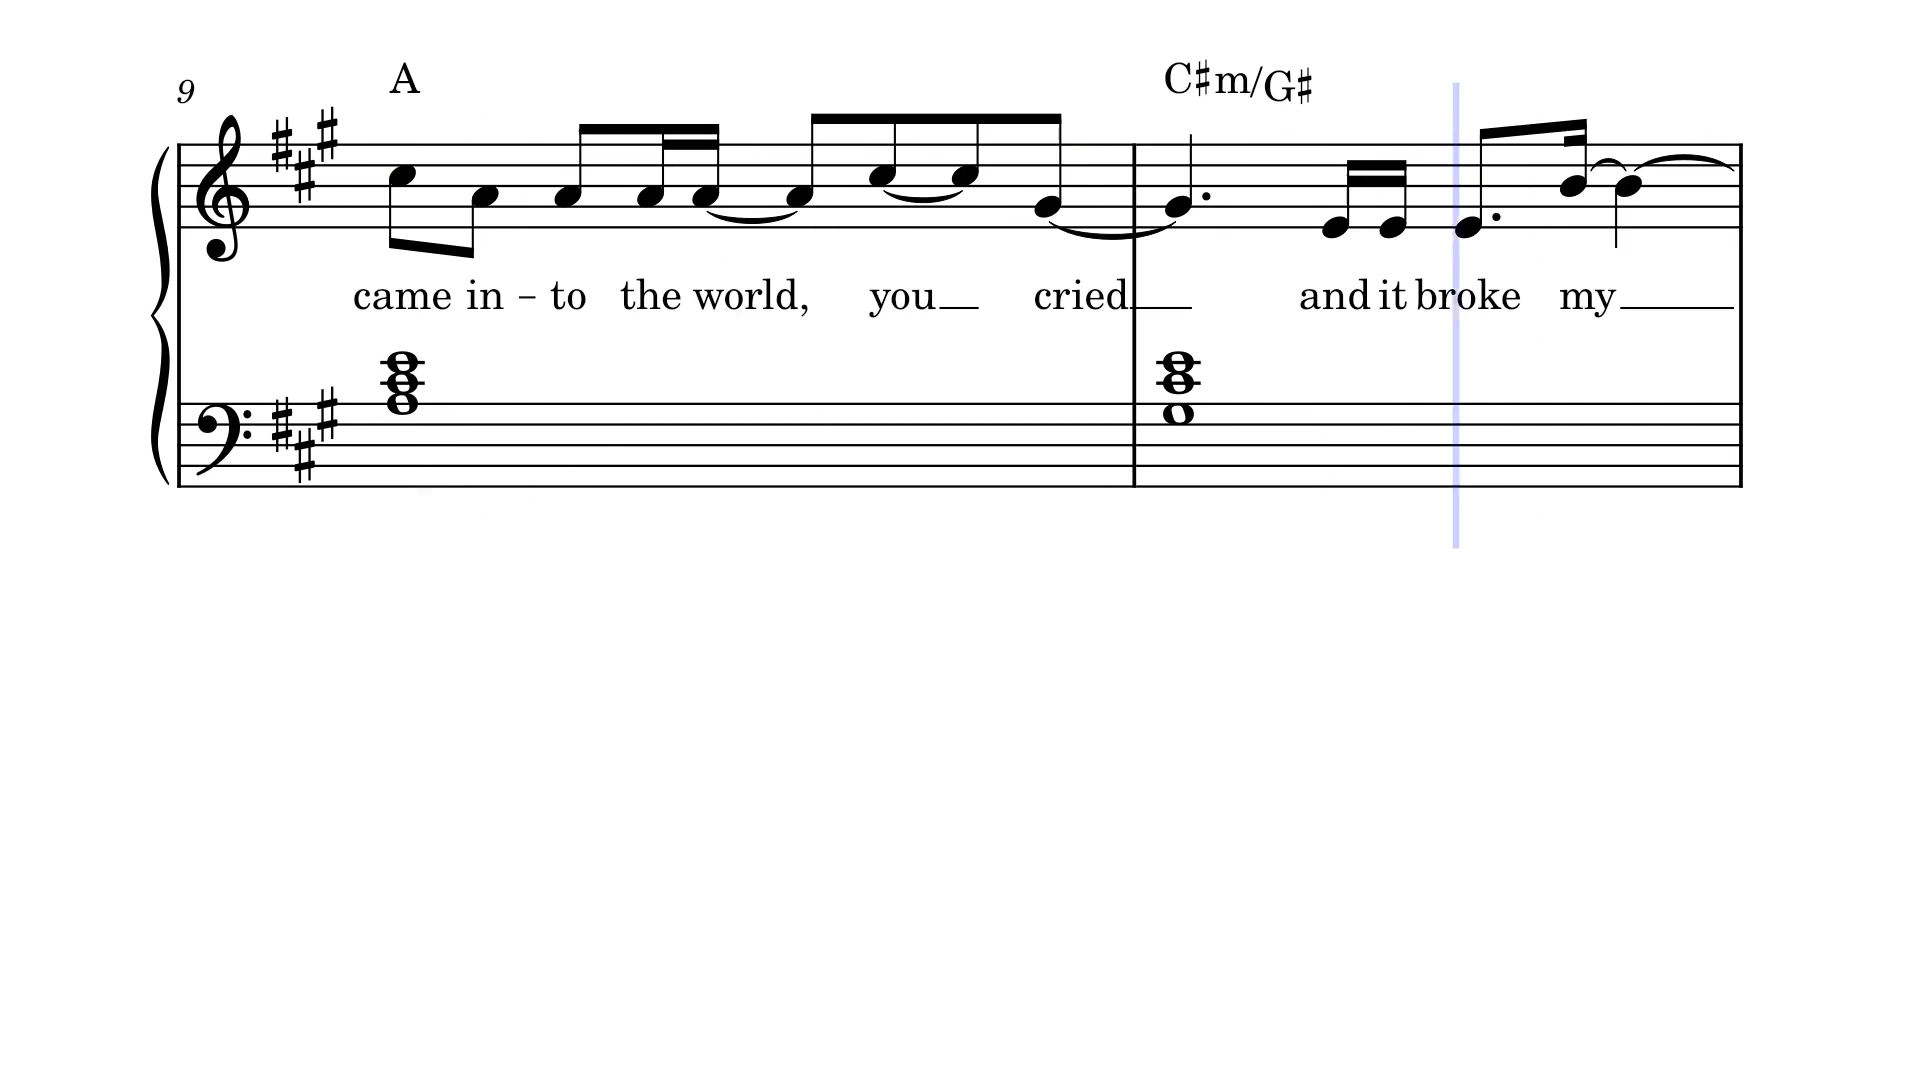 9 A C♯m/G♯
came in - to the world, you cried and it broke my